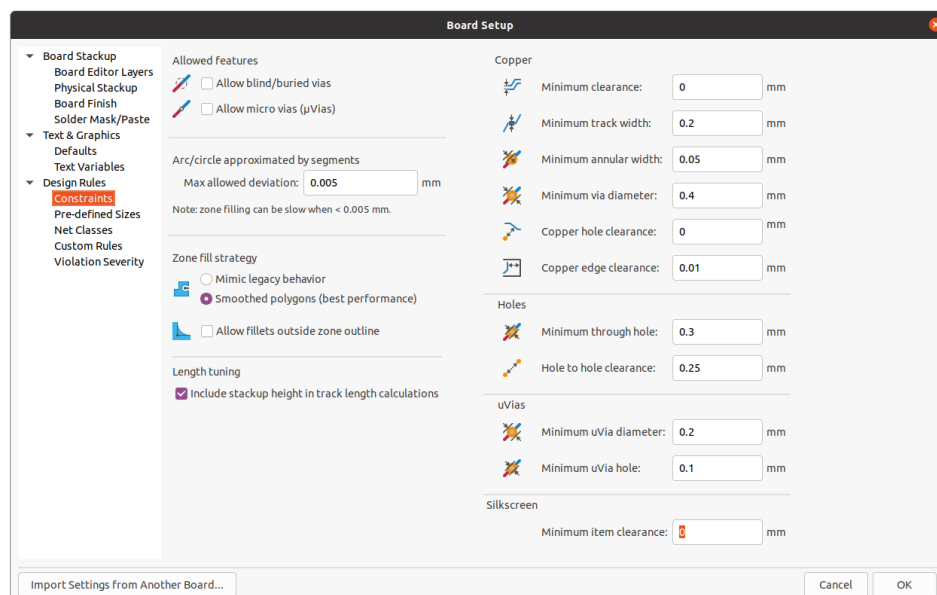 Board Setup
Board Stackup
Board Editor Layers
Physical Stackup
Board Finish
Solder Mask/Paste
Text & Graphics
Defaults
Text Variables
Design Rules
Constraints
Pre-defined Sizes
Net Classes
Custom Rules
Violation Severity
Allowed features
Allow blind/buried vias
Allow micro vias (μVias)
Arc/circle approximated by segments
Max allowed deviation: 0.005 mm
Note: zone filling can be slow when < 0.005 mm.
Zone fill strategy
Mimic legacy behavior
Smoothed polygons (best performance)
Allow fillets outside zone outline
Length tuning
Include stackup height in track length calculations
Copper
Minimum clearance: 0 mm
Minimum track width: 0.2 mm
Minimum annular width: 0.05 mm
Minimum via diameter: 0.4 mm
Copper hole clearance: 0 mm
Copper edge clearance: 0.01 mm
Holes
Minimum through hole: 0.3 mm
Hole to hole clearance: 0.25 mm
uVias
Minimum uVia diameter: 0.2 mm
Minimum uVia hole: 0.1 mm
Silkscreen
Minimum item clearance: 0 mm
Import Settings from Another Board... Cancel OK